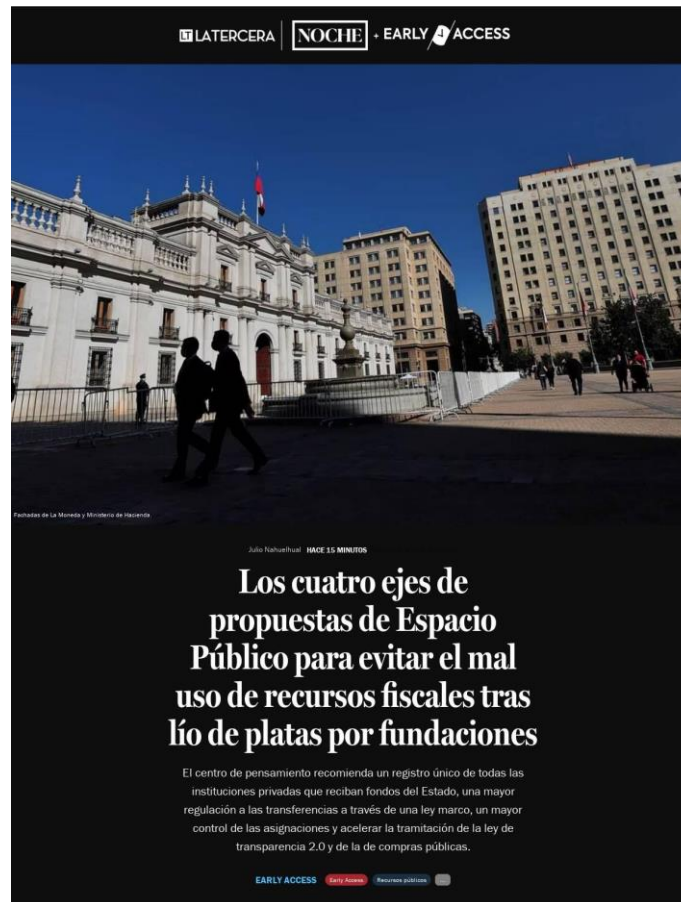 LT LATERCERA NOCHE + EARLY ACCESS
Fachadas de La Moneda y Ministerio de Hacienda.
Julio Nahuelhual HACE 15 MINUTOS
Los cuatro ejes de
propuestas de Espacio
Público para evitar el mal
uso de recursos fiscales tras
lío de platas por fundaciones
El centro de pensamiento recomienda un registro único de todas las
instituciones privadas que reciban fondos del Estado, una mayor
regulación a las transferencias a través de una ley marco, un mayor
control de las asignaciones y acelerar la tramitación de la ley de
transparencia 2.0 y de la de compras públicas.
EARLY ACCESS Early Access Recursos públicos ...